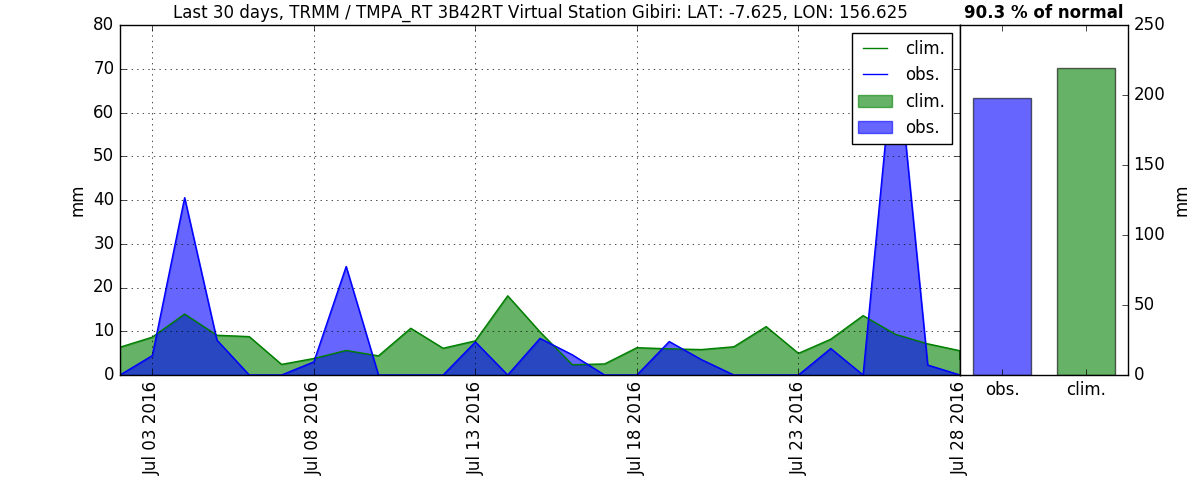 Last 30 days, TRMM / TMPA_RT 3B42RT Virtual Station Gibiri: LAT: -7.625, LON: 156.625
90.3 % of normal
80
70
60
50
40
30
20
10
0
mm
clim.
obs.
clim.
obs.
Jul 03 2016
Jul 08 2016
Jul 13 2016
Jul 18 2016
Jul 23 2016
Jul 28 2016
250
200
150
100
50
0
mm
obs.
clim.